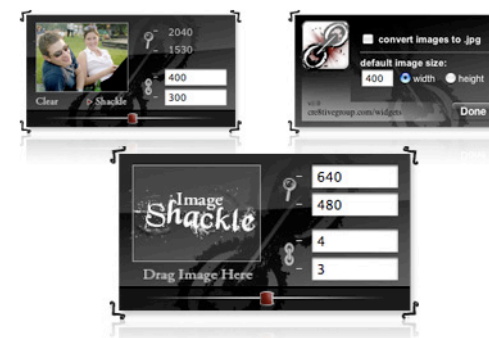 2040
1530
400
300
Clear
Shackle
convert images to .jpg
default image size:
400 width height
v1.0
cre8tivegroup.com/widgets
Done
640
480
Image
Shackle
4
3
Drag Image Here